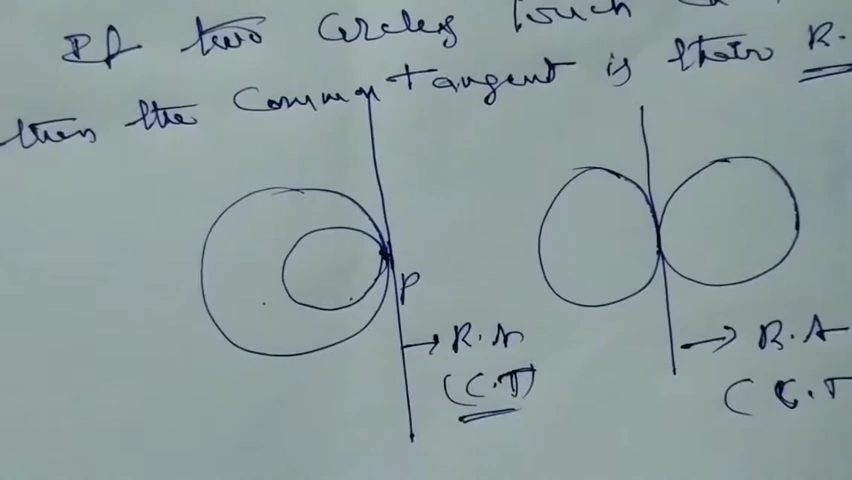 If two Circles touch
then the Common tangent is their R.
P
R.A
(C.T)
R.A
(C.T